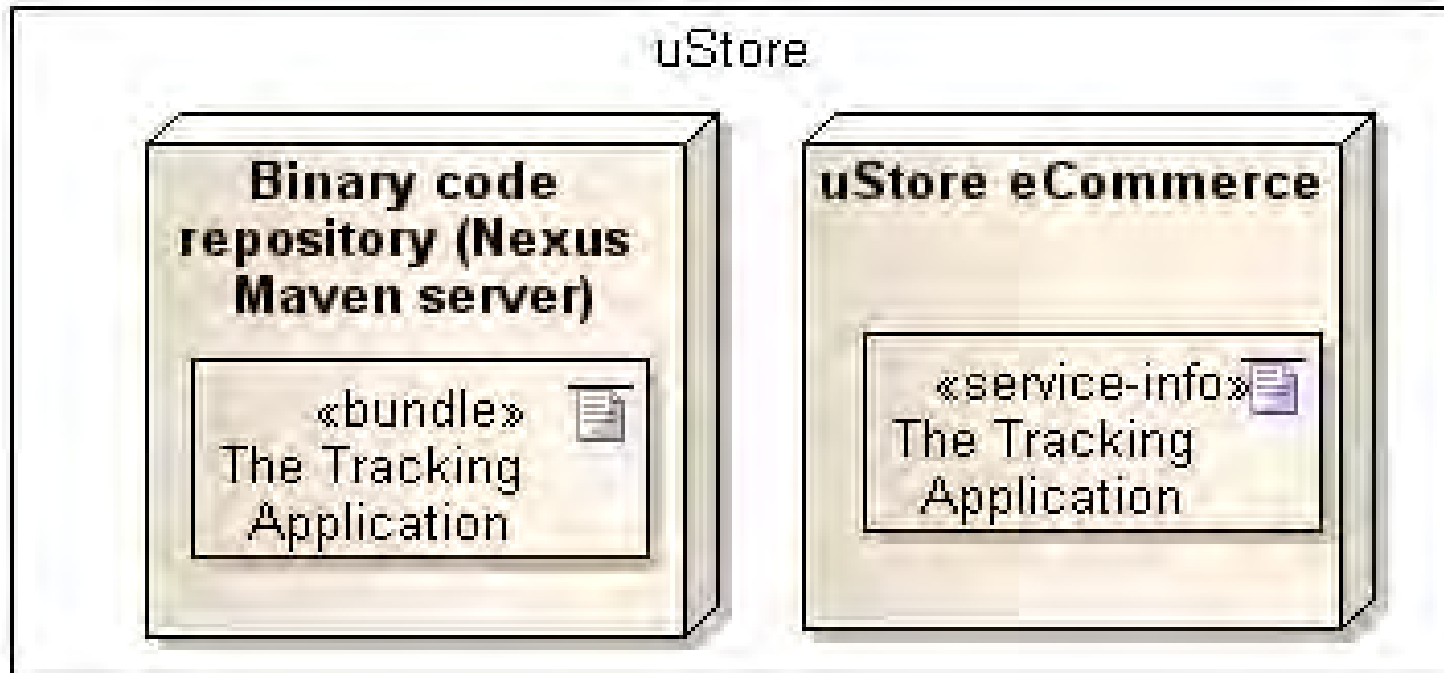 uStore
Binary code
repository (Nexus
Maven server)
«bundle»
The Tracking
Application
uStore eCommerce
«service-info»
The Tracking
Application